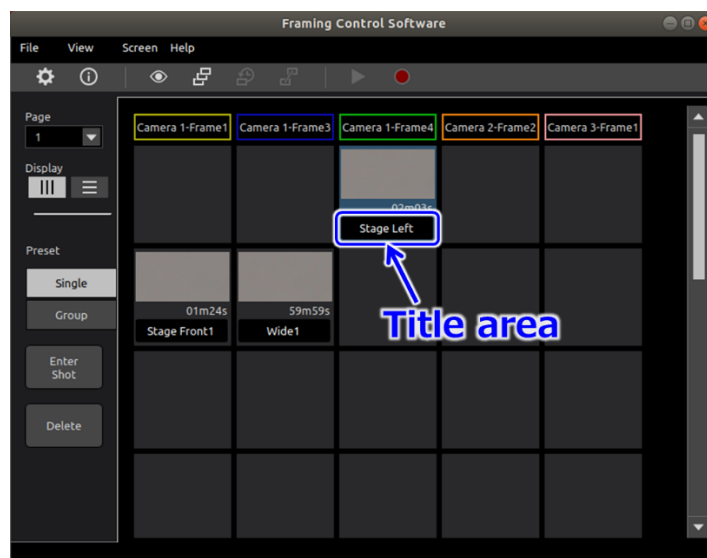 Framing Control Software
File View Screen Help
Page
1
Display
Preset
Single
Group
Enter
Shot
Delete
Camera 1-Frame1 Camera 1-Frame3 Camera 1-Frame4 Camera 2-Frame2 Camera 3-Frame1
02m03s
Stage Left
01m24s 59m59s
Stage Front1 Wide1
Title area